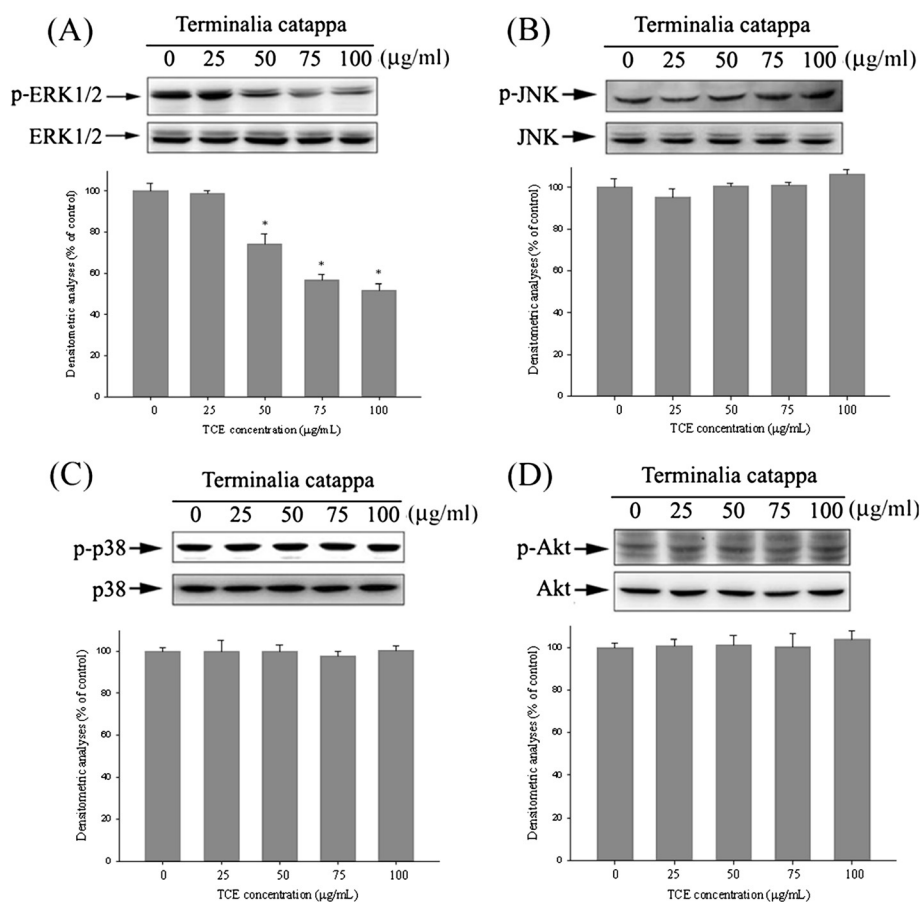 (A)
Terminalia catappa
0 25 50 75 100 (μg/ml)
p-ERK1/2
ERK1/2
Densitometric analyses (% of control)
100
80
60
40
20
0
*
*
*
0 25 50 75 100
TCE concentration (μg/mL)
(B)
Terminalia catappa
0 25 50 75 100 (μg/ml)
p-JNK
JNK
Densitometric analyses (% of control)
100
80
60
40
20
0
0 25 50 75 100
TCE concentration (μg/mL)
(C)
Terminalia catappa
0 25 50 75 100 (μg/ml)
p-p38
p38
Densitometric analyses (% of control)
100
80
60
40
20
0
0 25 50 75 100
TCE concentration (μg/mL)
(D)
Terminalia catappa
0 25 50 75 100 (μg/ml)
p-Akt
Akt
Densitometric analyses (% of control)
100
80
60
40
20
0
0 25 50 75 100
TCE concentration (μg/mL)